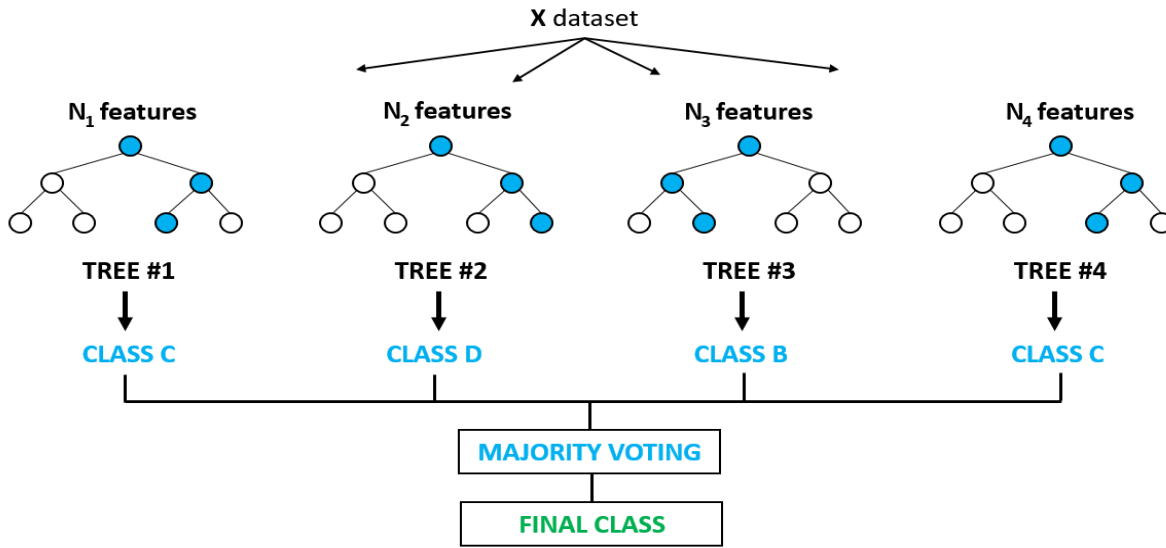 X dataset
N₁ features
N₂ features
N₃ features
N₄ features
TREE #1
TREE #2
TREE #3
TREE #4
CLASS C
CLASS D
CLASS B
CLASS C
MAJORITY VOTING
FINAL CLASS